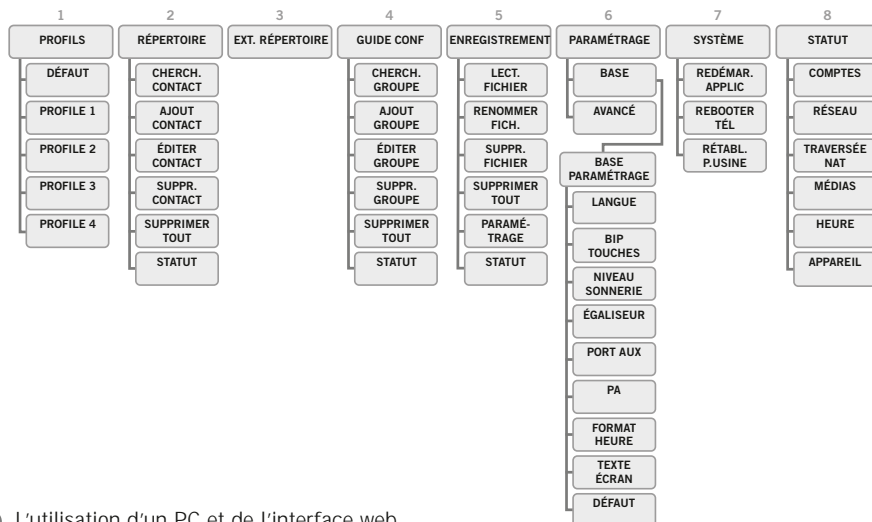 1 2 3 4 5 6 7 8
PROFILS RÉPERTOIRE EXT. RÉPERTOIRE GUIDE CONF ENREGISTREMENT PARAMÉTRAGE SYSTÈME STATUT
DÉFAUT
PROFILE 1
PROFILE 2
PROFILE 3
PROFILE 4
CHERCH.
CONTACT
AJOUT
CONTACT
ÉDITER
CONTACT
SUPPR.
CONTACT
SUPPRIMER
TOUT
STATUT
CHERCH.
GROUPE
AJOUT
GROUPE
ÉDITER
GROUPE
SUPPR.
GROUPE
SUPPRIMER
TOUT
STATUT
LECT.
FICHIER
RENOMMER
FICH.
SUPPR.
FICHIER
SUPPRIMER
TOUT
PARAMÉ-
TRAGE
STATUT
BASE
AVANCÉ
BASE
PARAMÉTRAGE
LANGUE
BIP
TOUCHES
NIVEAU
SONNERIE
ÉGALISEUR
PORT AUX
PA
FORMAT
HEURE
TEXTE
ÉCRAN
DÉFAUT
REDÉMAR.
APPLIC
REBOOTER
TÉL
RÉTABL.
P.USINE
COMPTES
RÉSEAU
TRAVERSÉE
NAT
MÉDIAS
HEURE
APPAREIL
L'utilisation d'un PC et de l'interface web